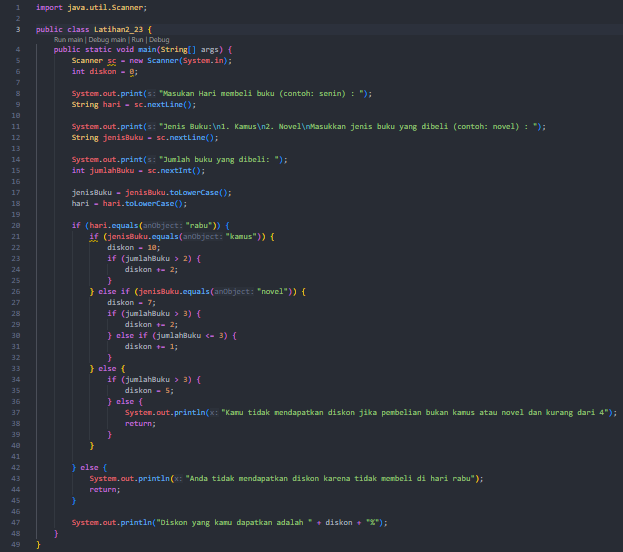 1 import java.util.Scanner;
2
3 public class Latihan2_23 {
Run main | Debug main | Run | Debug
4 public static void main(String[] args) {
5 Scanner sc = new Scanner(System.in);
6 int diskon = 0;
7
8 System.out.print(s: "Masukan Hari membeli buku (contoh: senin) : ");
9 String hari = sc.nextLine();
10
11 System.out.print(s: "Jenis Buku:\n1. Kamus\n2. Novel\nMasukkan jenis buku yang dibeli (contoh: novel) : ");
12 String jenisBuku = sc.nextLine();
13
14 System.out.print(s: "Jumlah buku yang dibeli: ");
15 int jumlahBuku = sc.nextInt();
16
17 jenisBuku = jenisBuku.toLowerCase();
18 hari = hari.toLowerCase();
19
20 if (hari.equals(anObject: "rabu")) {
21 if (jenisBuku.equals(anObject: "kamus")) {
22 diskon = 10;
23 if (jumlahBuku > 2) {
24 diskon += 2;
25 }
26 } else if (jenisBuku.equals(anObject: "novel")) {
27 diskon = 7;
28 if (jumlahBuku > 3) {
29 diskon += 2;
30 } else if (jumlahBuku <= 3) {
31 diskon += 1;
32 }
33 } else {
34 if (jumlahBuku > 3) {
35 diskon = 5;
36 } else {
37 System.out.println(x: "Kamu tidak mendapatkan diskon jika pembelian bukan kamus atau novel dan kurang dari 4");
38 return;
39 }
40 }
41
42 } else {
43 System.out.println(x: "Anda tidak mendapatkan diskon karena tidak membeli di hari rabu");
44 return;
45 }
46
47 System.out.println("Diskon yang kamu dapatkan adalah " + diskon + "%");
48 }
49 }